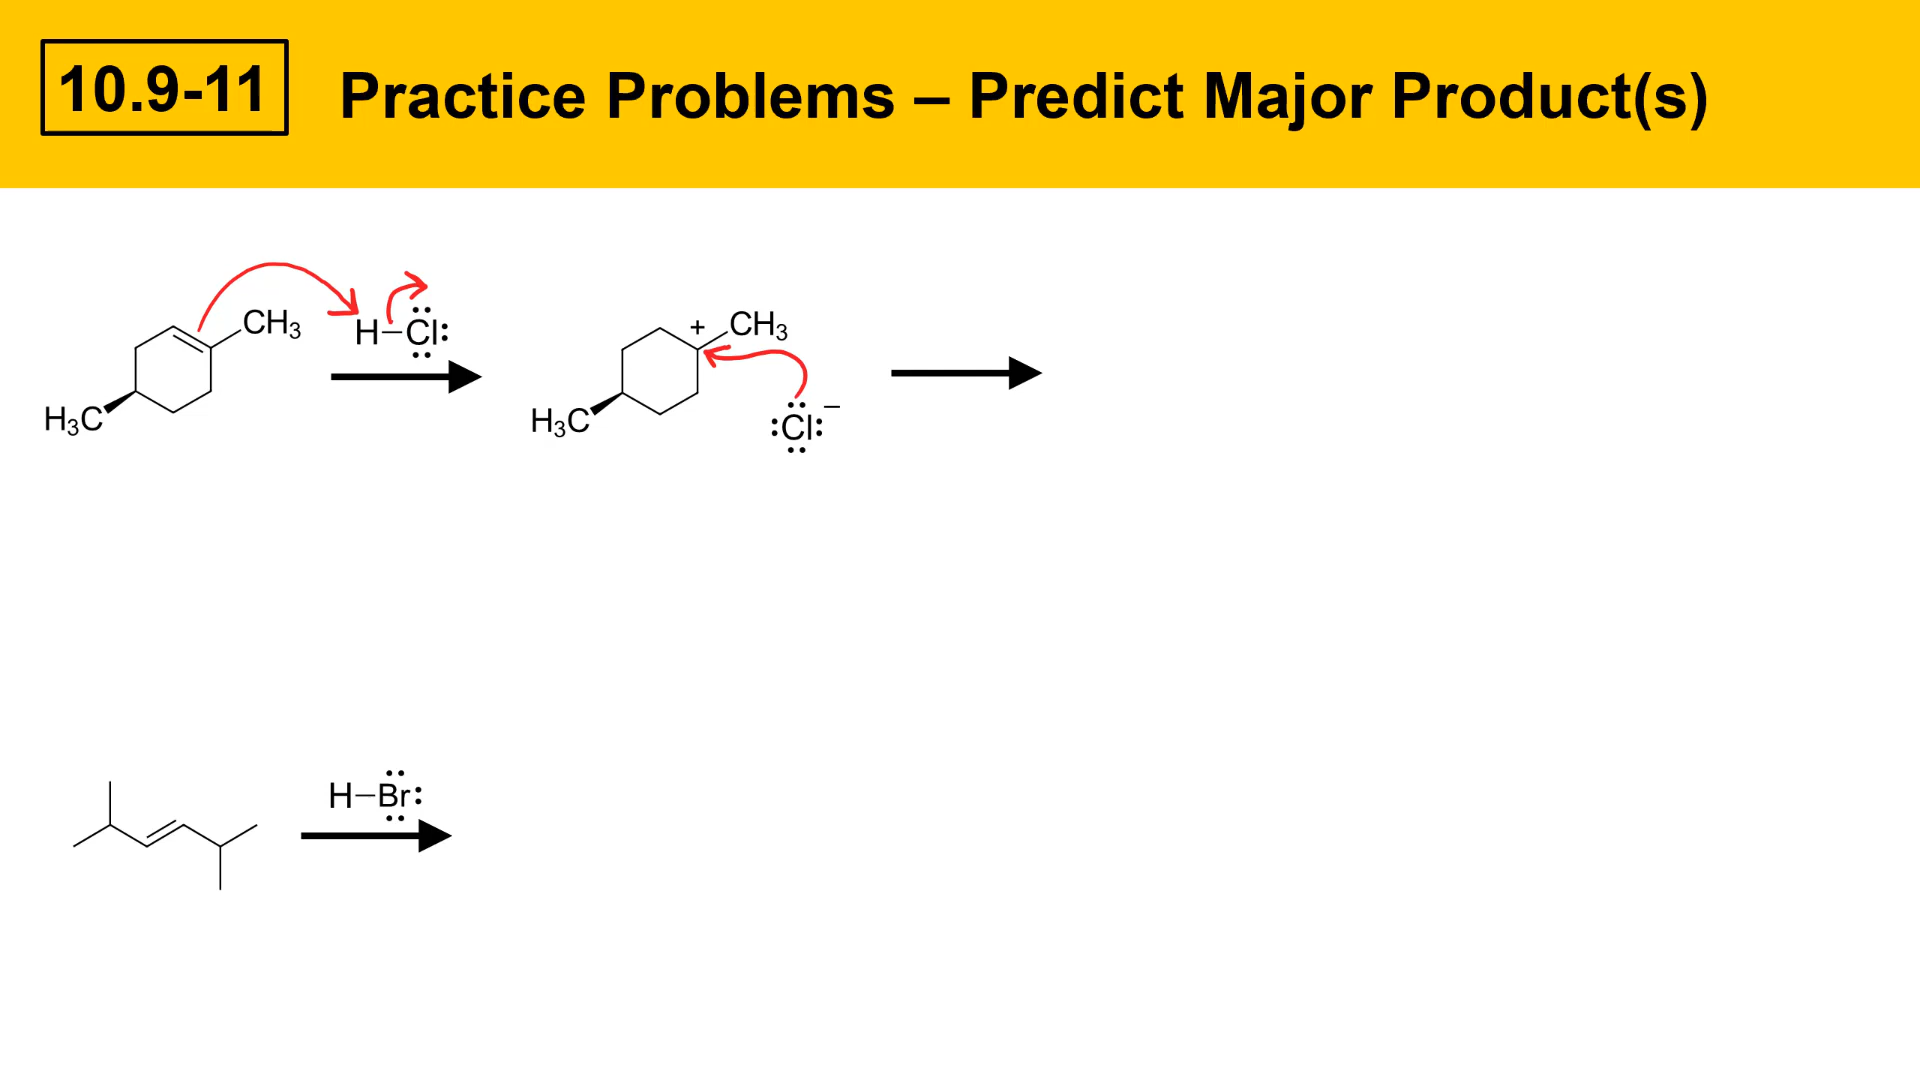 10.9-11
Practice Problems – Predict Major Product(s)
CH3
H–Cl
H3C
+
CH3
H3C
Cl –
H–Br